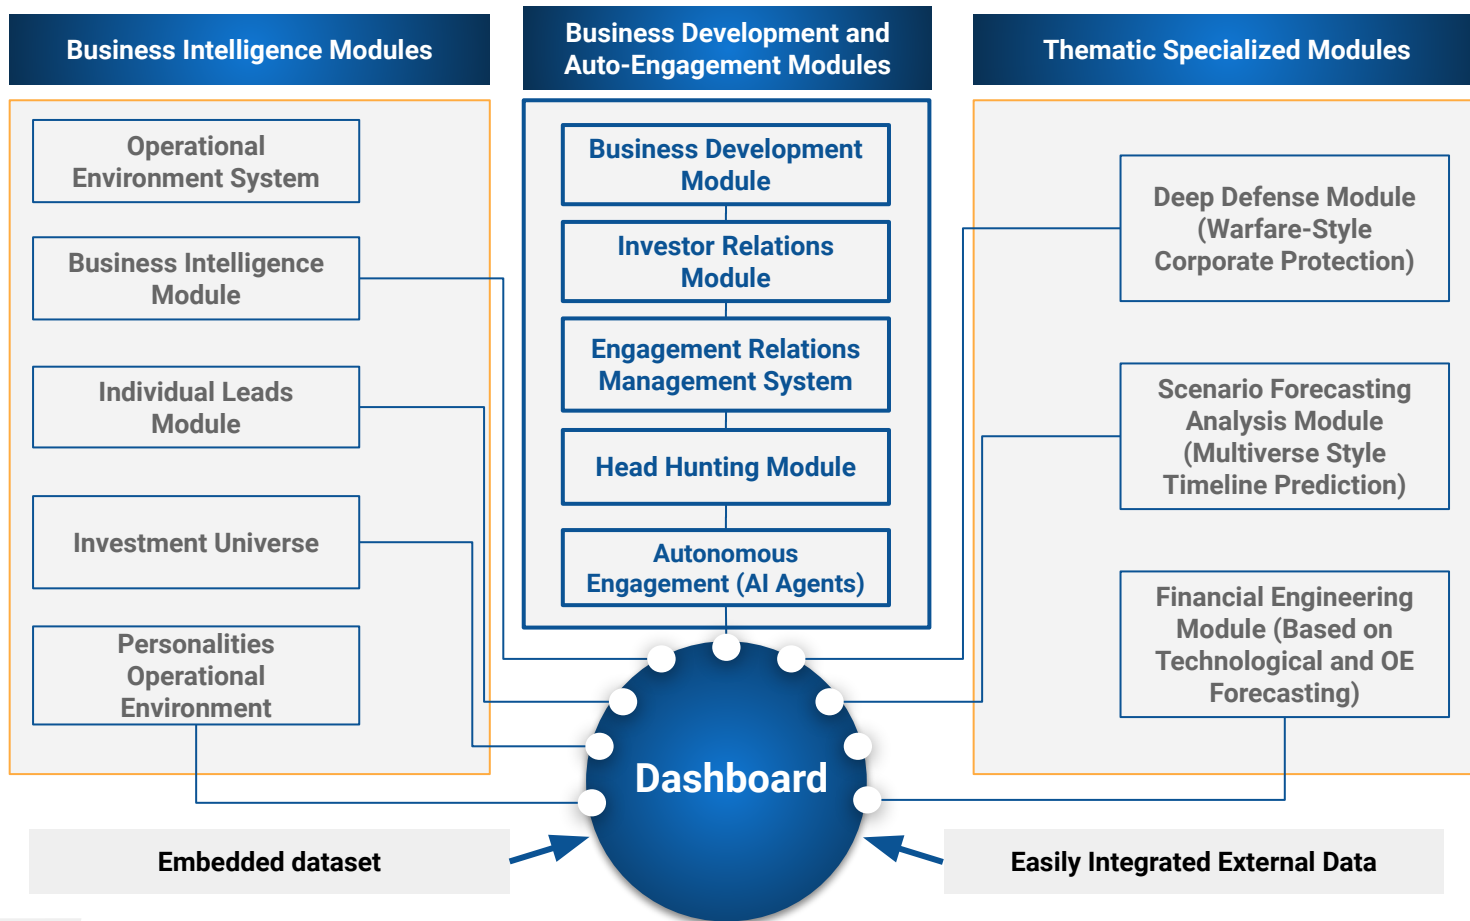 Business Intelligence Modules
Operational
Environment System
Business Intelligence
Module
Individual Leads
Module
Investment Universe
Personalities
Operational
Environment
Business Development and
Auto-Engagement Modules
Business Development
Module
Investor Relations
Module
Engagement Relations
Management System
Head Hunting Module
Autonomous
Engagement (AI Agents)
Thematic Specialized Modules
Deep Defense Module
(Warfare-Style
Corporate Protection)
Scenario Forecasting
Analysis Module
(Multiverse Style
Timeline Prediction)
Financial Engineering
Module (Based on
Technological and OE
Forecasting)
Dashboard
Embedded dataset
Easily Integrated External Data